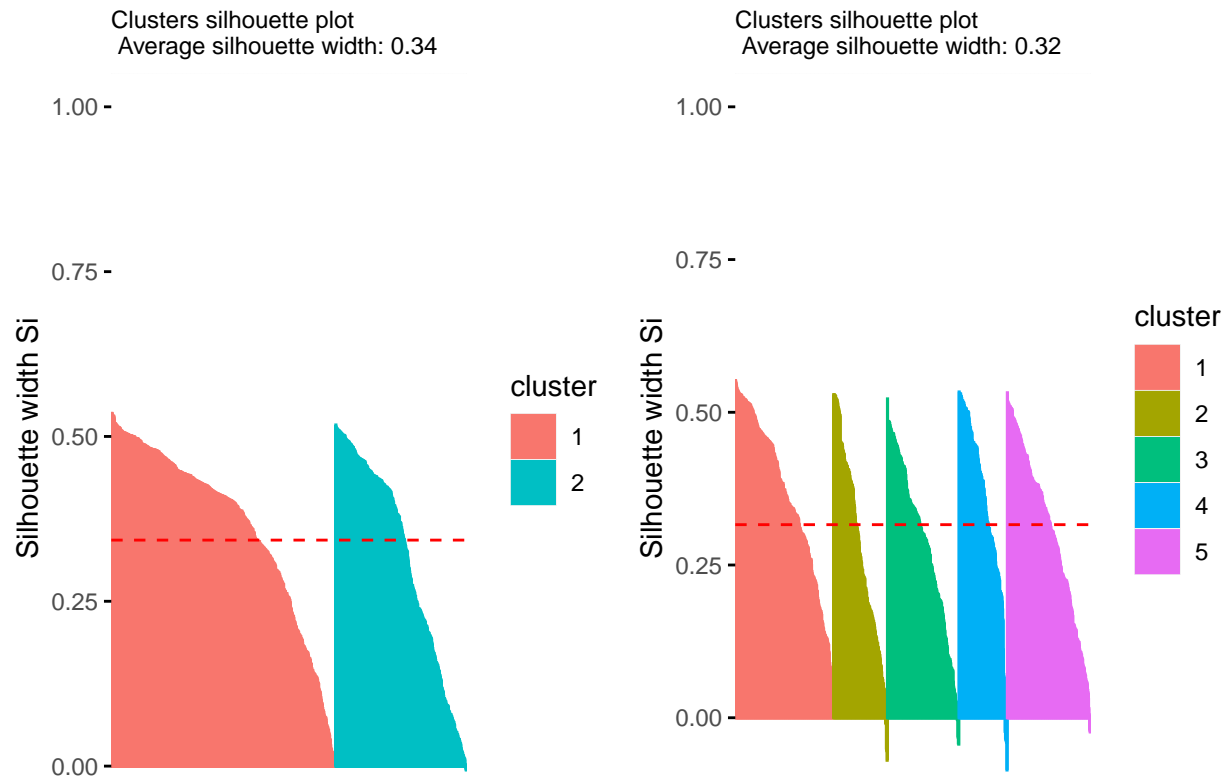 Clusters silhouette plot
Average silhouette width: 0.34
1.00
0.75
0.50
0.25
0.00
Silhouette width Si
cluster
1
2
Clusters silhouette plot
Average silhouette width: 0.32
1.00
0.75
0.50
0.25
0.00
Silhouette width Si
cluster
1
2
3
4
5